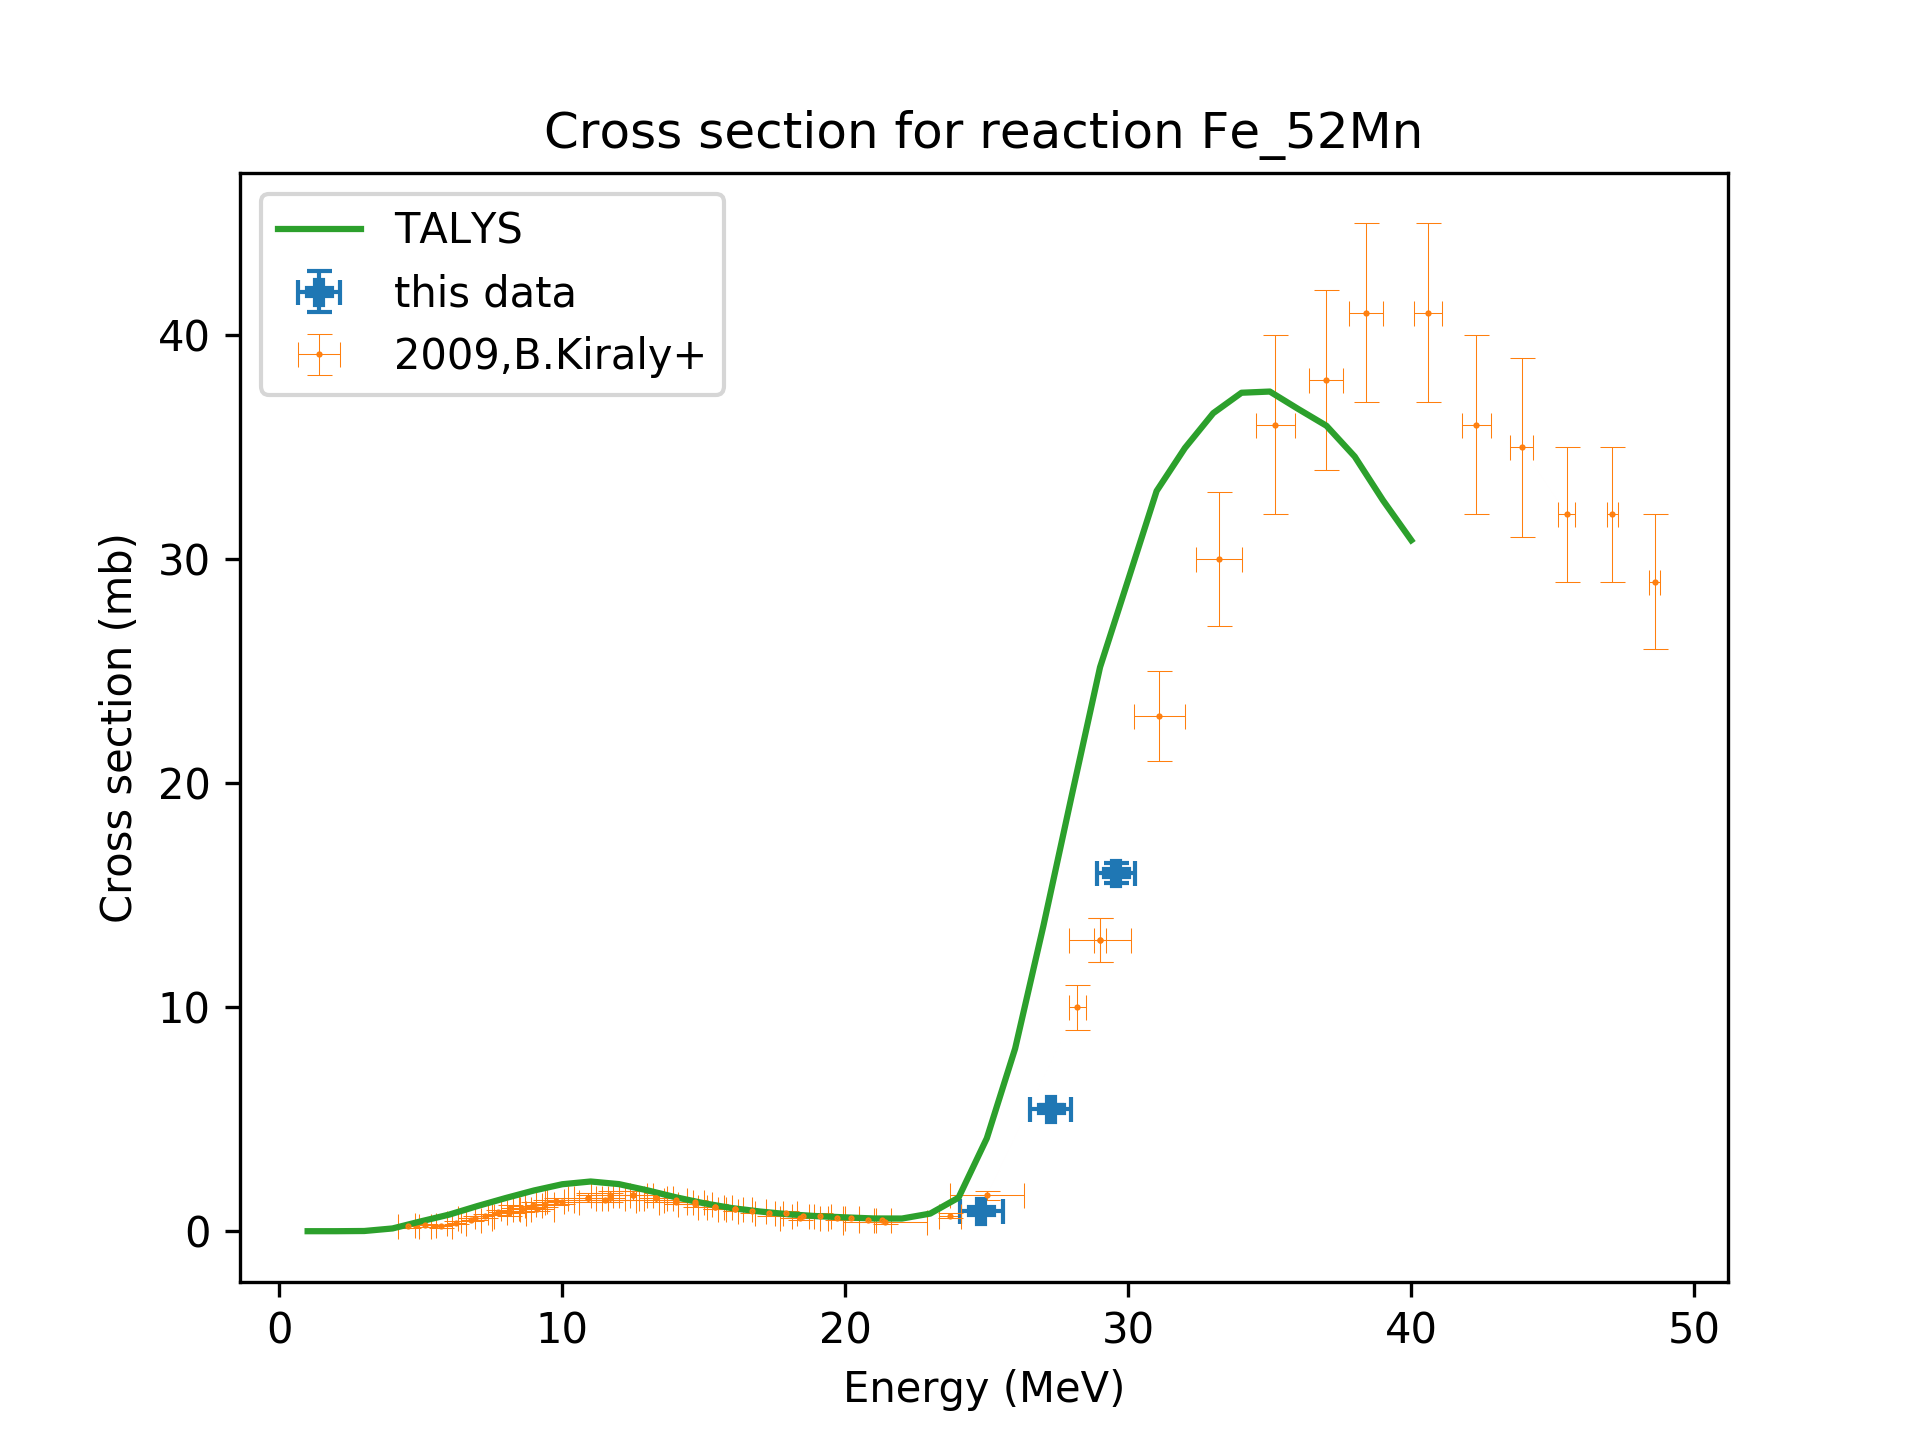 Cross section for reaction Fe_52Mn
TALYS
this data
2009,B.Kiraly+
Cross section (mb)
40
30
20
10
0
0 10 20 30 40 50
Energy (MeV)